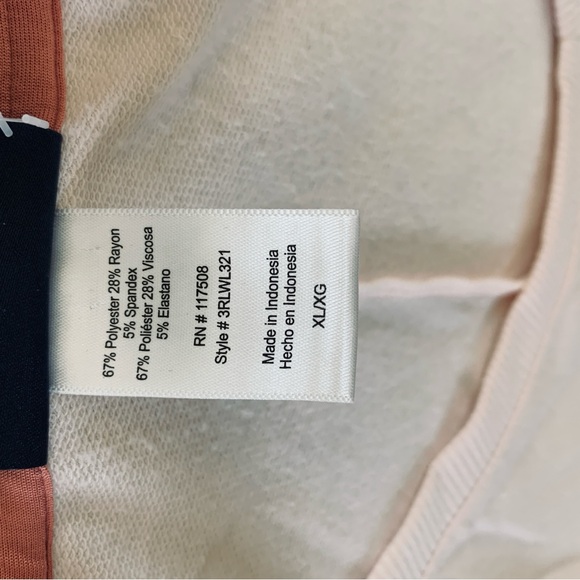 67% Polyester 28% Rayon
5% Spandex
67% Poliéster 28% Viscosa
5% Elastano
RN # 117508
Style # 3RLWL321
Made in Indonesia
Hecho en Indonesia
XL/XG